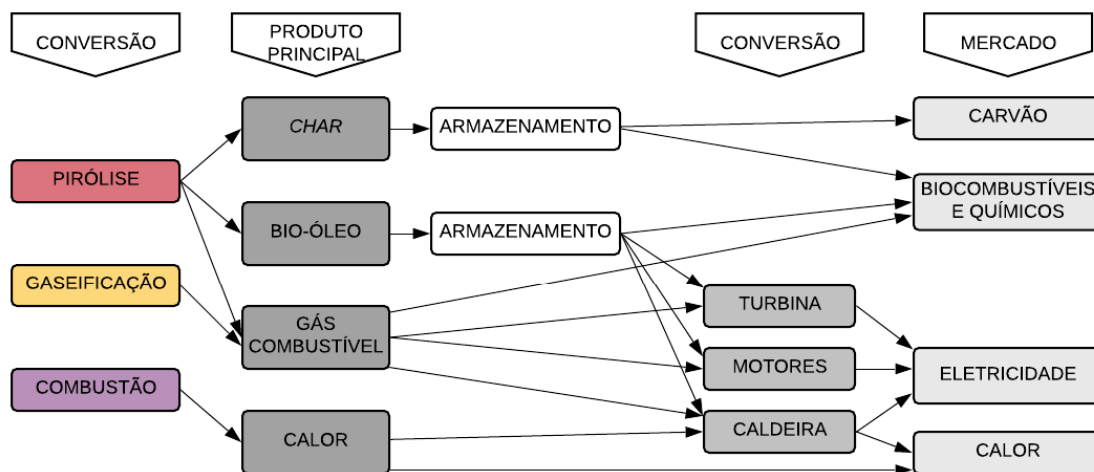 CONVERSÃO
PRODUTO
PRINCIPAL
CONVERSÃO
MERCADO
CHAR
ARMAZENAMENTO
CARVÃO
PIRÓLISE
BIOCOMBUSTÍVEIS
E QUÍMICOS
BIO-ÓLEO
ARMAZENAMENTO
GASEIFICAÇÃO
TURBINA
GÁS
COMBUSTÍVEL
MOTORES
ELETRICIDADE
COMBUSTÃO
CALOR
CALDEIRA
CALOR